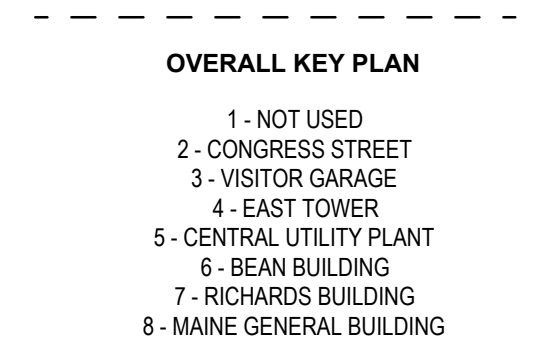 OVERALL KEY PLAN
1 - NOT USED
2 - CONGRESS STREET
3 - VISITOR GARAGE
4 - EAST TOWER
5 - CENTRAL UTILITY PLANT
6 - BEAN BUILDING
7 - RICHARDS BUILDING
8 - MAINE GENERAL BUILDING